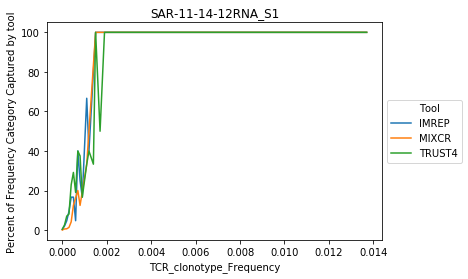 SAR-11-14-12RNA_S1
Percent of Frequency Category Captured by tool
100
80
60
40
20
0
0.000 0.002 0.004 0.006 0.008 0.010 0.012 0.014
TCR_clonotype_Frequency
Tool
IMREP
MIXCR
TRUST4